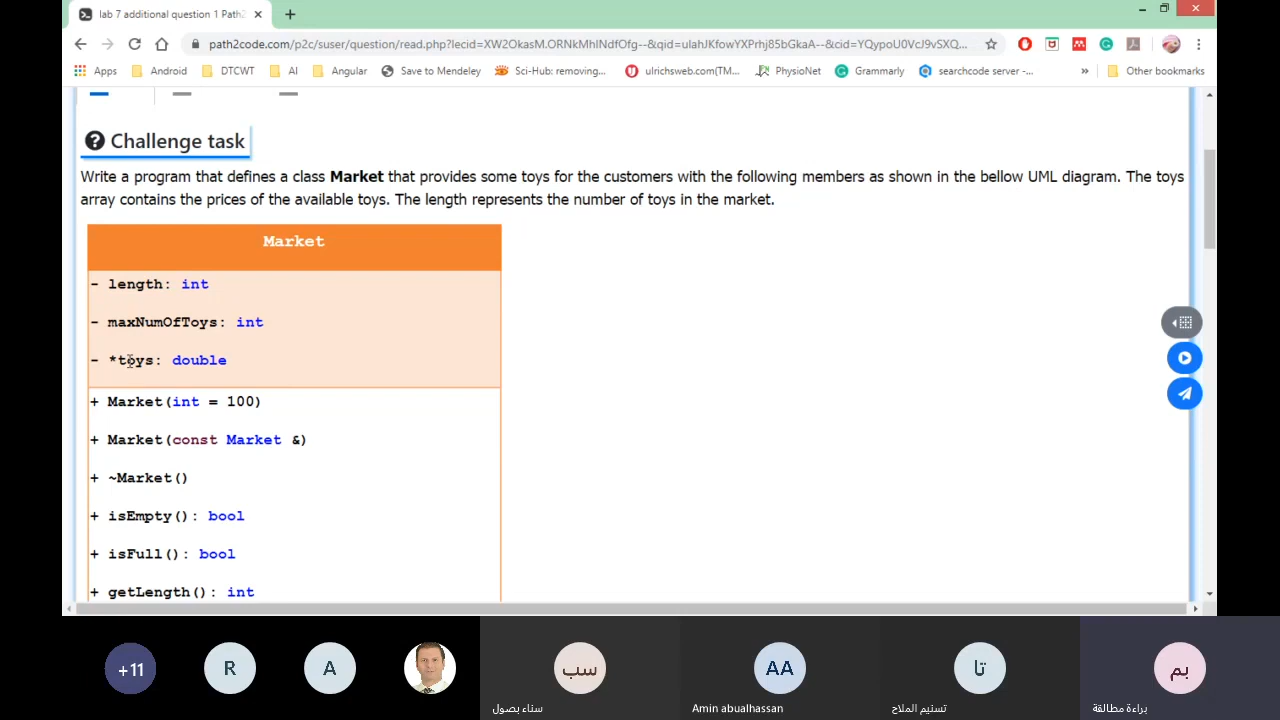 lab 7 additional question 1 Path2
path2code.com/p2c/suser/question/read.php?lecid=XW2OkasM.ORNkMhlNdfOfg--&qid=ulahJKfowYXPrhj85bGkaA--&cid=YQypoU0VcJ9vSXQ...
Apps Android DTCWT AI Angular Save to Mendeley Sci-Hub: removing... ulrichsweb.com(TM... PhysioNet Grammarly searchcode server -... » Other bookmarks
Challenge task
Write a program that defines a class Market that provides some toys for the customers with the following members as shown in the bellow UML diagram. The toys
array contains the prices of the available toys. The length represents the number of toys in the market.
Market
- length: int
- maxNumOfToys: int
- *toys: double
+ Market(int = 100)
+ Market(const Market &)
+ ~Market()
+ isEmpty(): bool
+ isFull(): bool
+ getLength(): int
+11 R A سب AA تا بم
سناء بصول Amin abualhassan تسنيم الملاح براءة مطالقة